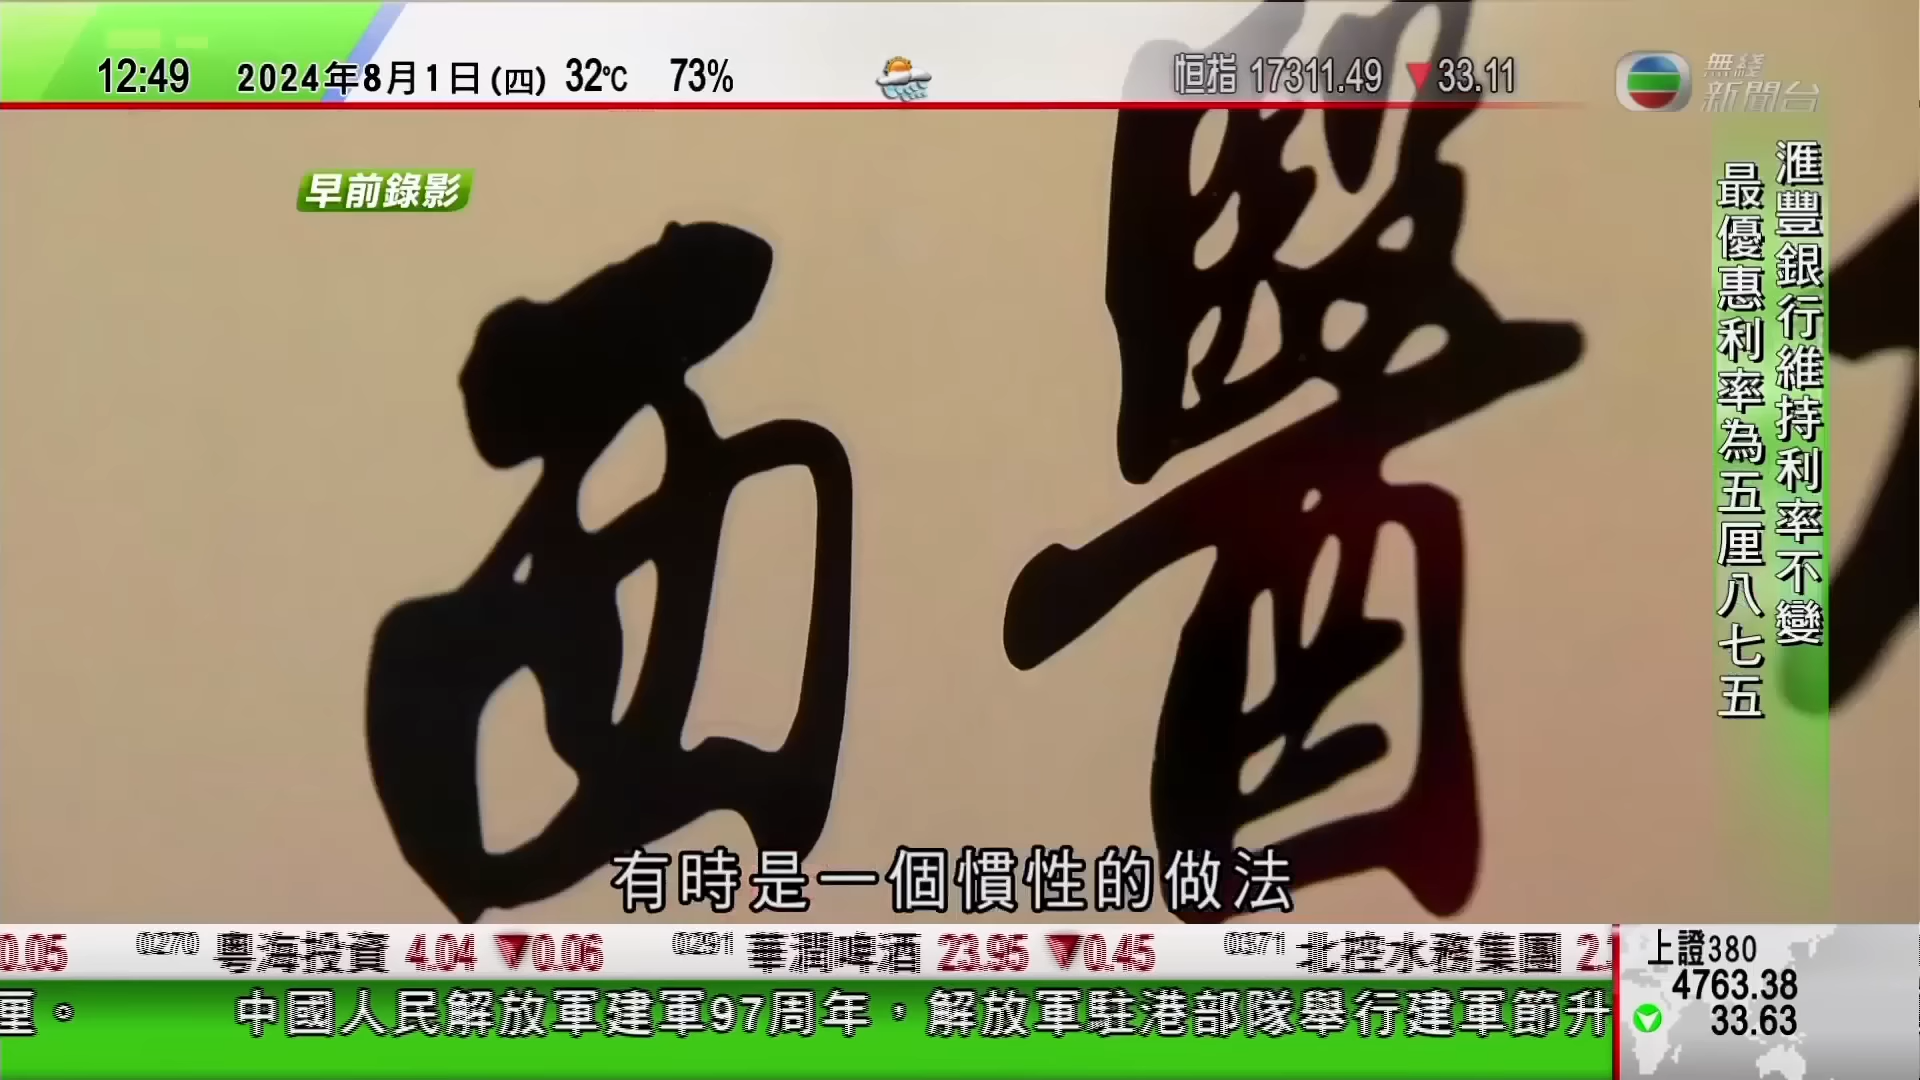 12:49 2024年8月1日(四) 32℃ 73% 恒指 17311.49 ▼33.11
無綫
新聞台
早前錄影
滙豐銀行維持利率不變
最優惠利率為五厘八七五
西醫
有時是一個慣性的做法
0.05 0270 粵海投資 4.04 ▼0.06 0291 華潤啤酒 23.95 ▼0.45 0371 北控水務集團 2.
厘。 中國人民解放軍建軍97周年，解放軍駐港部隊舉行建軍節升
上證380
4763.38
33.63